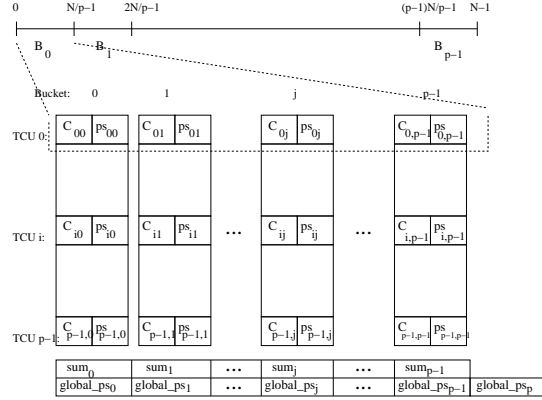 0 N/p−1 2N/p−1 (p−1)N/p−1 N−1
B0 B1 Bp−1
Bucket: 0 1 j p−1
TCU 0: C00 ps00 C01 ps01 C0j ps0j C0,p−1 ps0,p−1
TCU i: Ci0 psi0 Ci1 psi1 ... Cij psij ... Ci,p−1 psi,p−1
TCU p−1: Cp−1,0 psp−1,0 Cp−1,1 psp−1,1 Cp−1,j psp−1,j Cp−1,p−1 psp−1,p−1
sum0 sum1 ... sumj ... sump−1
global_ps0 global_ps1 ... global_psj ... global_psp−1 global_psp